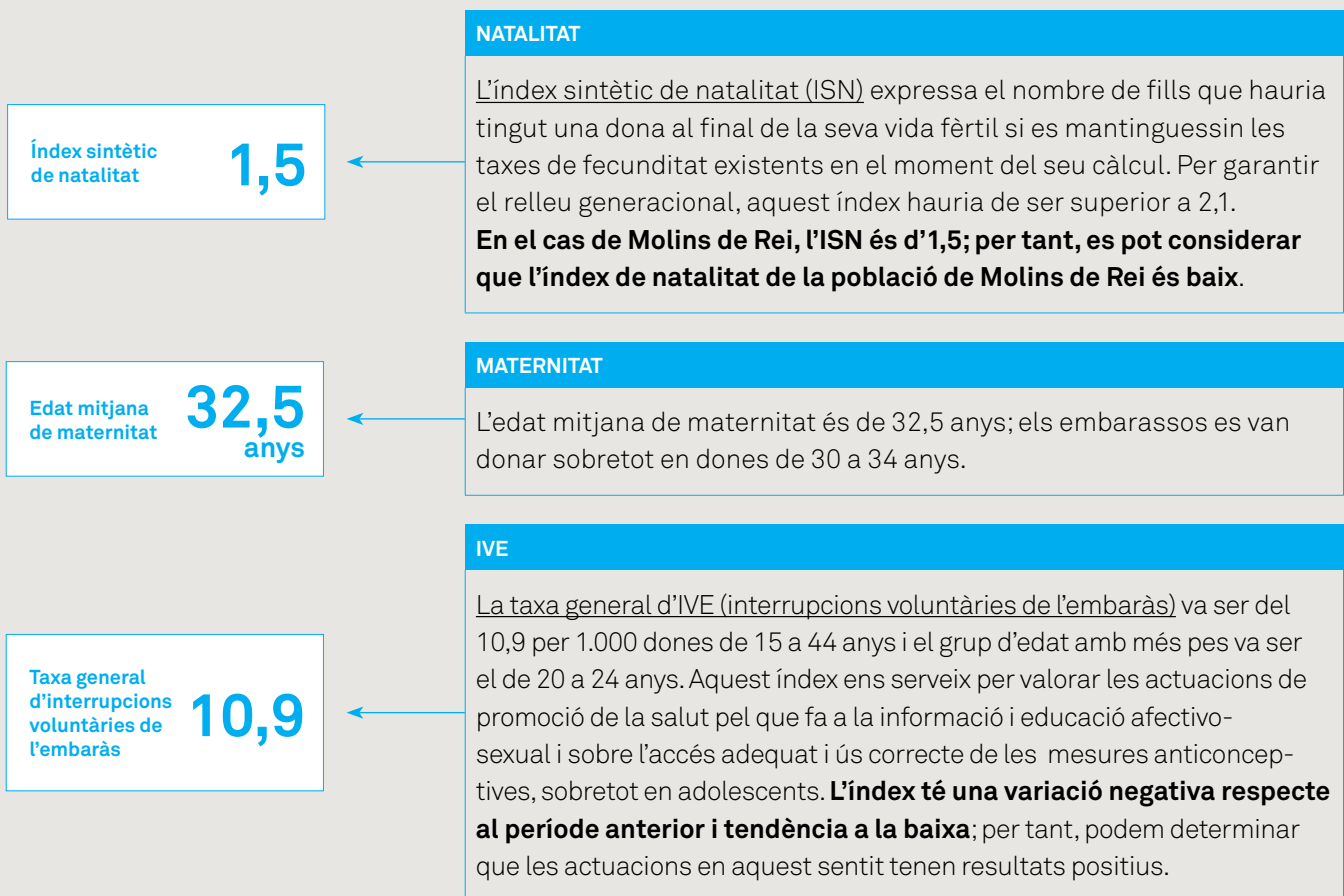 NATALITAT
Índex sintètic
de natalitat
1,5
L’índex sintètic de natalitat (ISN) expressa el nombre de fills que hauria
tingut una dona al final de la seva vida fèrtil si es mantinguessin les
taxes de fecunditat existents en el moment del seu càlcul. Per garantir
el relleu generacional, aquest índex hauria de ser superior a 2,1.
En el cas de Molins de Rei, l’ISN és d’1,5; per tant, es pot considerar
que l’índex de natalitat de la població de Molins de Rei és baix.
MATERNITAT
Edat mitjana
de maternitat
32,5
anys
L’edat mitjana de maternitat és de 32,5 anys; els embarassos es van
donar sobretot en dones de 30 a 34 anys.
IVE
Taxa general
d’interrupcions
voluntàries de
l’embaràs
10,9
La taxa general d’IVE (interrupcions voluntàries de l’embaràs) va ser del
10,9 per 1.000 dones de 15 a 44 anys i el grup d’edat amb més pes va ser
el de 20 a 24 anys. Aquest índex ens serveix per valorar les actuacions de
promoció de la salut pel que fa a la informació i educació afectivo-
sexual i sobre l’accés adequat i ús correcte de les mesures anticoncep-
tives, sobretot en adolescents. L’índex té una variació negativa respecte
al període anterior i tendència a la baixa; per tant, podem determinar
que les actuacions en aquest sentit tenen resultats positius.